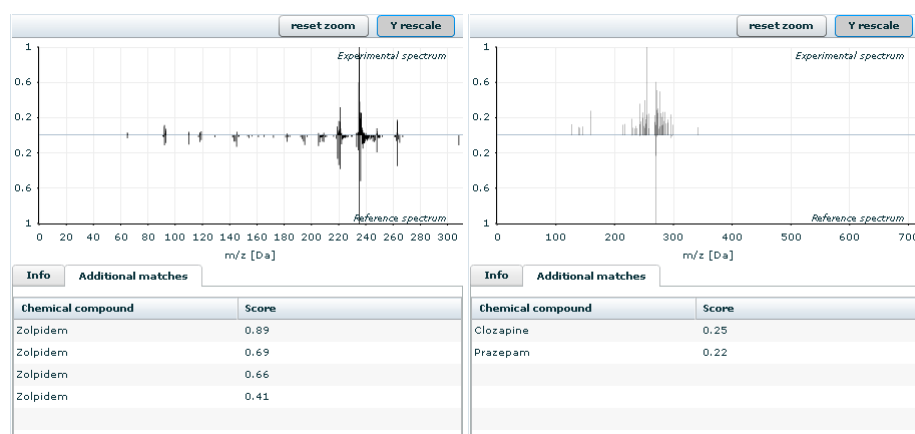 reset zoom Y rescale
1
Experimental spectrum
0.6
0.2
0.2
0.6
Reference spectrum
1
0 20 40 60 80 100 120 140 160 180 200 220 240 260 280 300
m/z [Da]
Info Additional matches
Chemical compound Score
Zolpidem 0.89
Zolpidem 0.69
Zolpidem 0.66
Zolpidem 0.41
reset zoom Y rescale
1
Experimental spectrum
0.6
0.2
0.2
0.6
Reference spectrum
1
0 100 200 300 400 500 600 700
m/z [Da]
Info Additional matches
Chemical compound Score
Clozapine 0.25
Prazepam 0.22